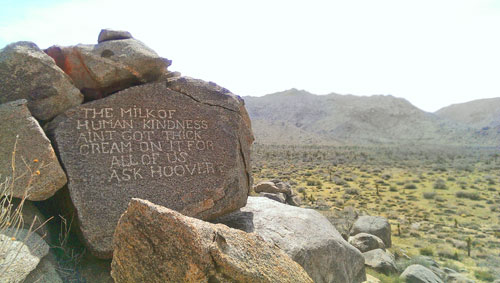 THE MILK OF
HUMAN KINDNESS
AINT GOT THICK
CREAM ON IT FOR
ALL OF US
ASK HOOVER